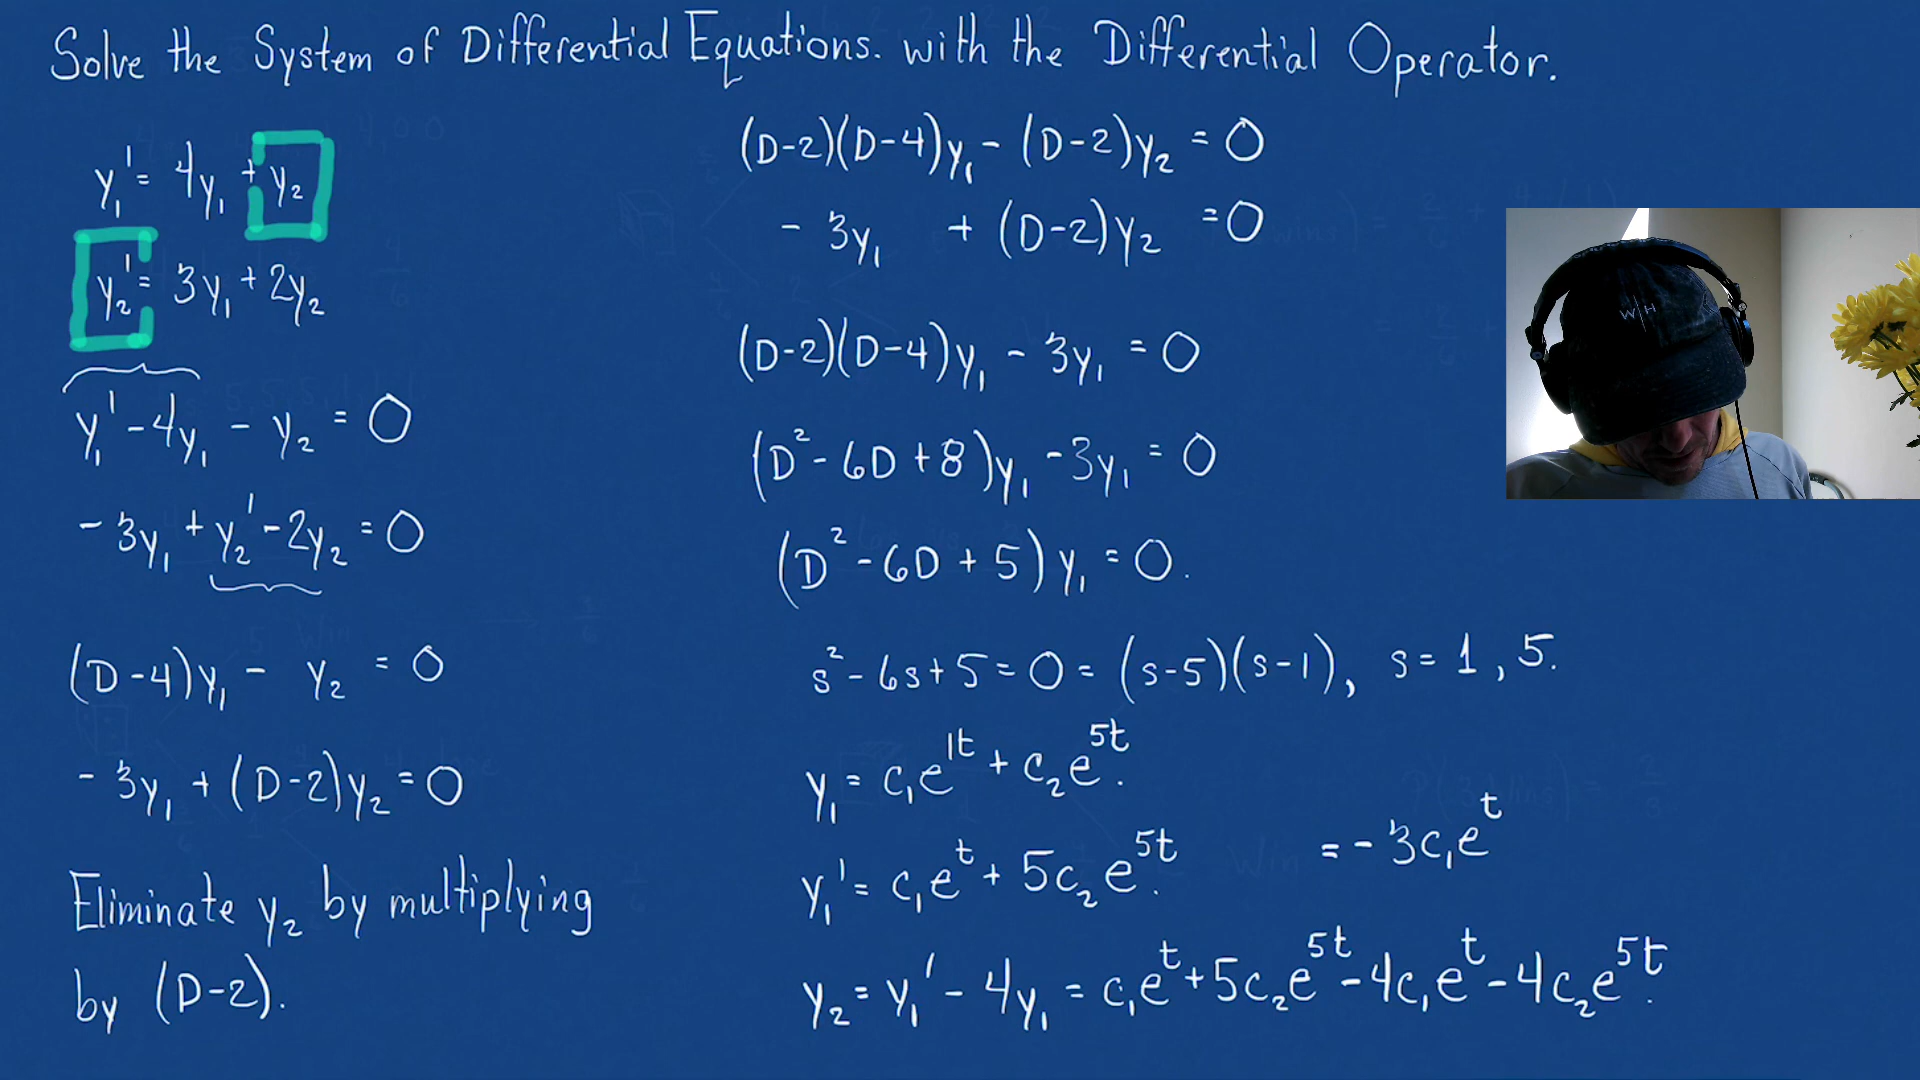 Solve the System of Differential Equations. with the Differential Operator.
y₁' = 4y₁ + y₂
y₂' = 3y₁ + 2y₂
y₁' - 4y₁ - y₂ = 0
- 3y₁ + y₂' - 2y₂ = 0
(D-4)y₁ - y₂ = 0
- 3y₁ + (D-2)y₂ = 0
Eliminate y₂ by multiplying
by (D-2).
(D-2)(D-4)y₁ - (D-2)y₂ = 0
- 3y₁ + (D-2)y₂ = 0
(D-2)(D-4)y₁ - 3y₁ = 0
(D² - 6D + 8)y₁ - 3y₁ = 0
(D² - 6D + 5)y₁ = 0.
s² - 6s + 5 = 0 = (s-5)(s-1), s = 1, 5.
y₁ = c₁e^{1t} + c₂e^{5t}.
y₁' = c₁e^{t} + 5c₂e^{5t}.
= - 3c₁e^{t}
y₂ = y₁' - 4y₁ = c₁e^{t} + 5c₂e^{5t} - 4c₁e^{t} - 4c₂e^{5t}.
W|H